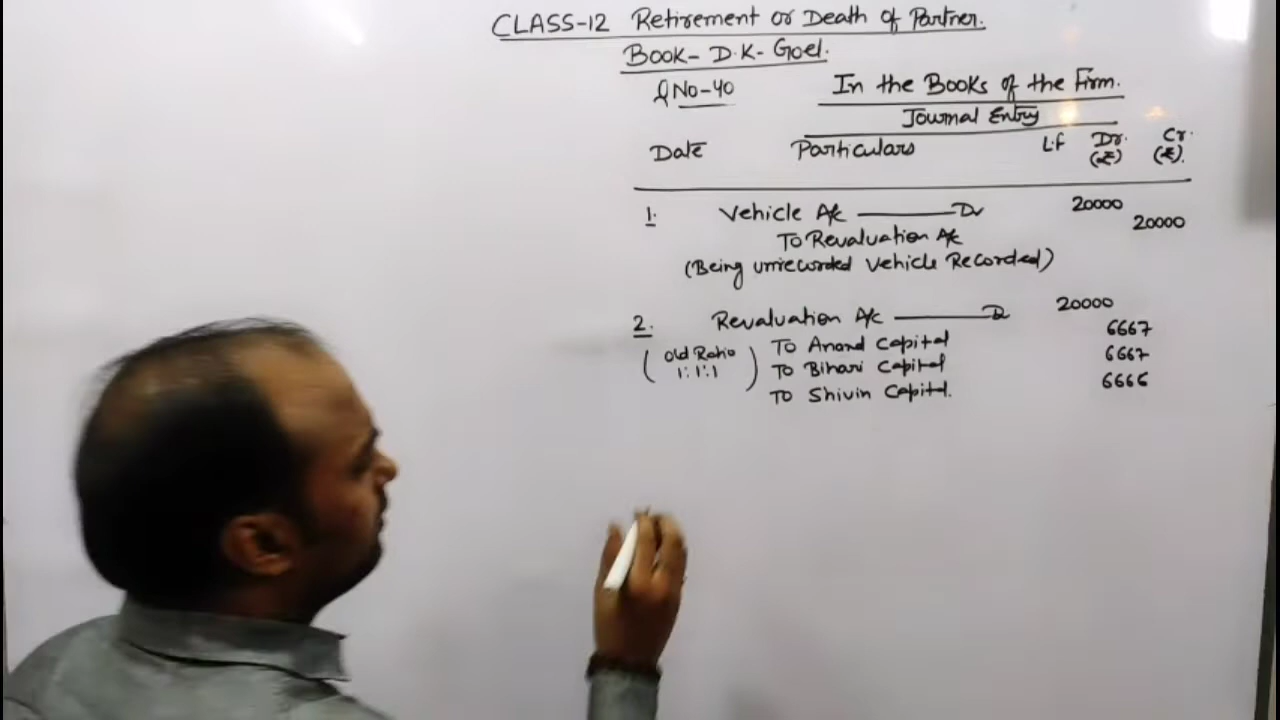 CLASS-12 Retirement or Death of Partner.
Book- D.K- Goel.
QNo-40 In the Books of the Firm.
Journal Entry
Date Particulars L.F Dr. (₹) Cr. (₹).
1. Vehicle A/c ——— Dr 20000
To Revaluation A/c 20000
(Being unrecorded Vehicle Recorded)
2. Revaluation A/c ——— Dr 20000
(Old Ratio 1:1:1) To Anand Capital 6667
To Bihari Capital 6667
To Shivin Capital. 6666